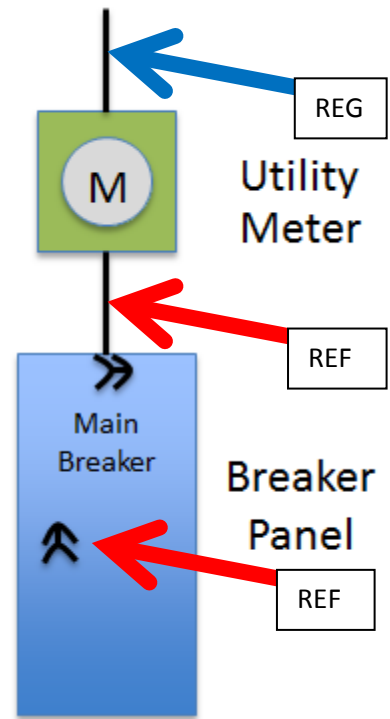 REG
M
Utility
Meter
REF
Main
Breaker
Breaker
Panel
REF